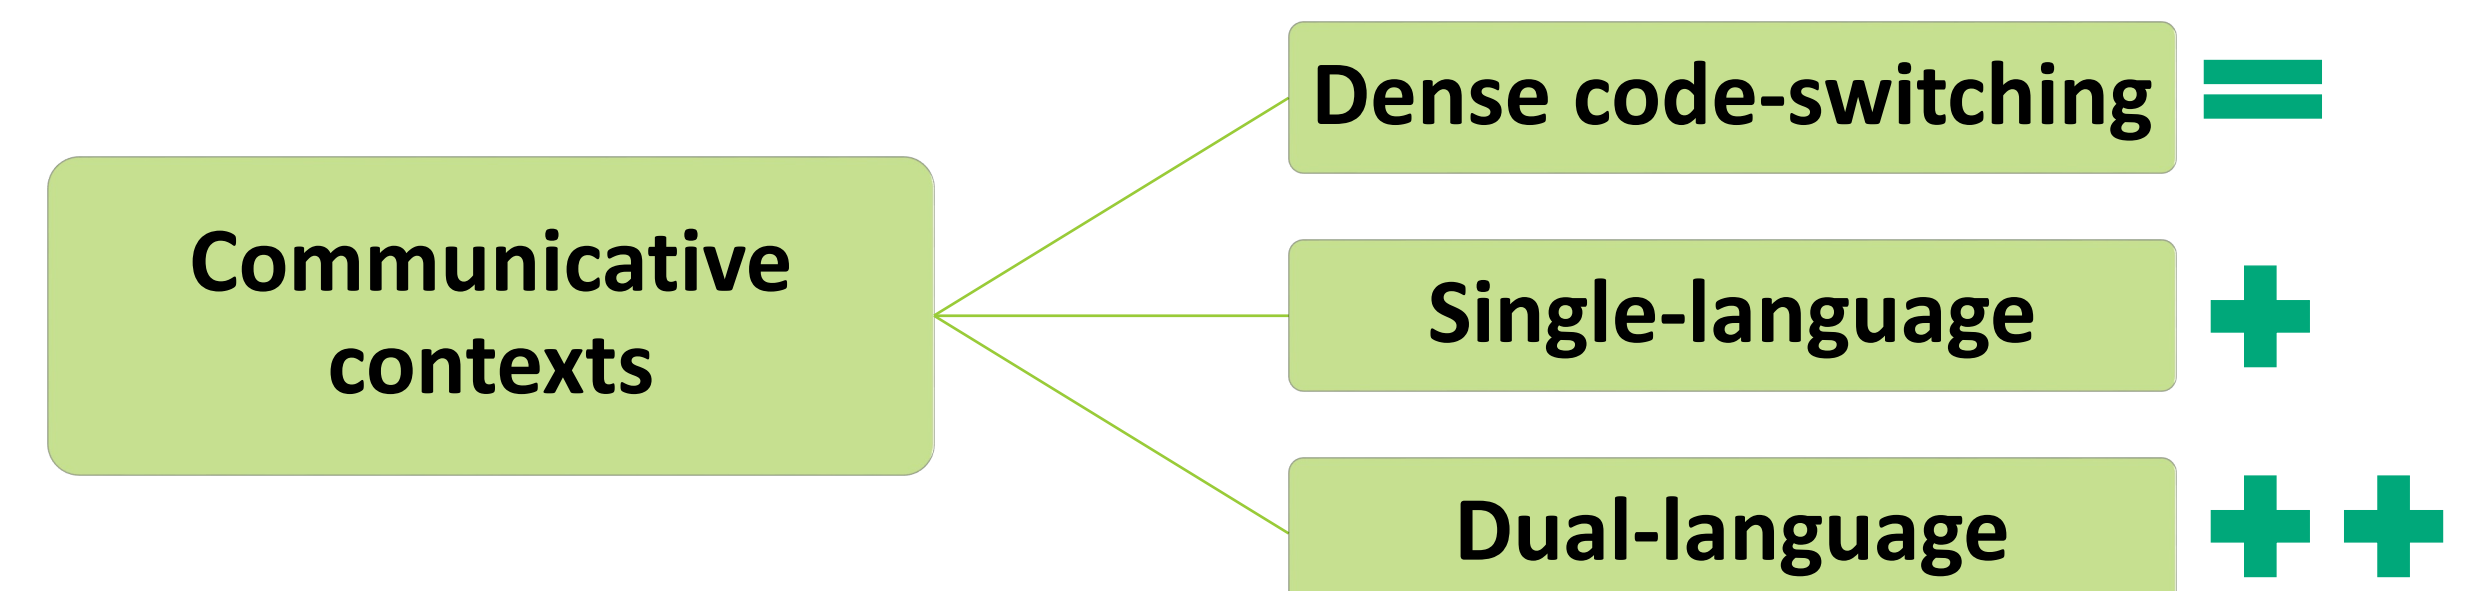 Dense code-switching
Communicative
contexts
Single-language
Dual-language